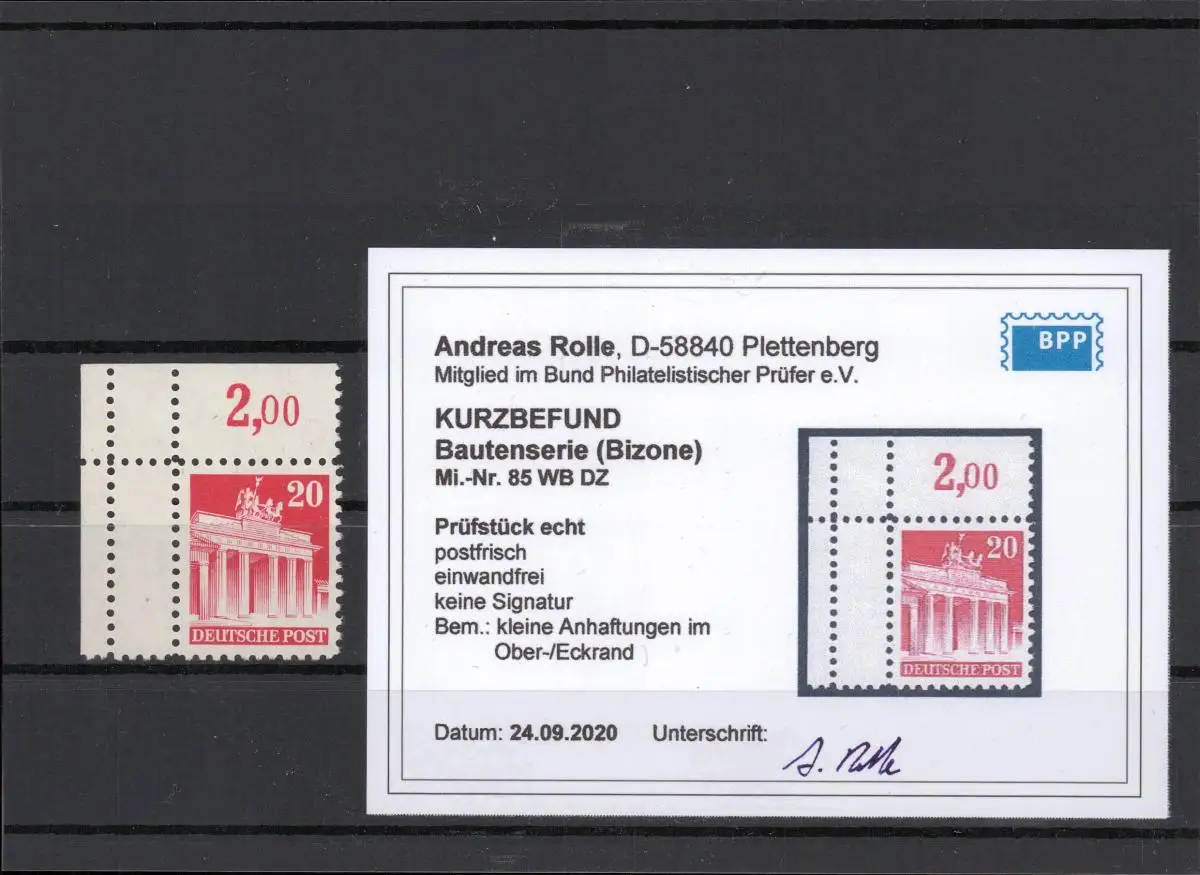 2,00
20
DEUTSCHE POST
BPP
Andreas Rolle, D-58840 Plettenberg
Mitglied im Bund Philatelistischer Prüfer e.V.
KURZBEFUND
Bautenserie (Bizone)
Mi.-Nr. 85 WB DZ
Prüfstück echt
postfrisch
einwandfrei
keine Signatur
Bem.: kleine Anhaftungen im
Ober-/Eckrand
2,00
20
DEUTSCHE POST
Datum: 24.09.2020 Unterschrift:
A. Rolle